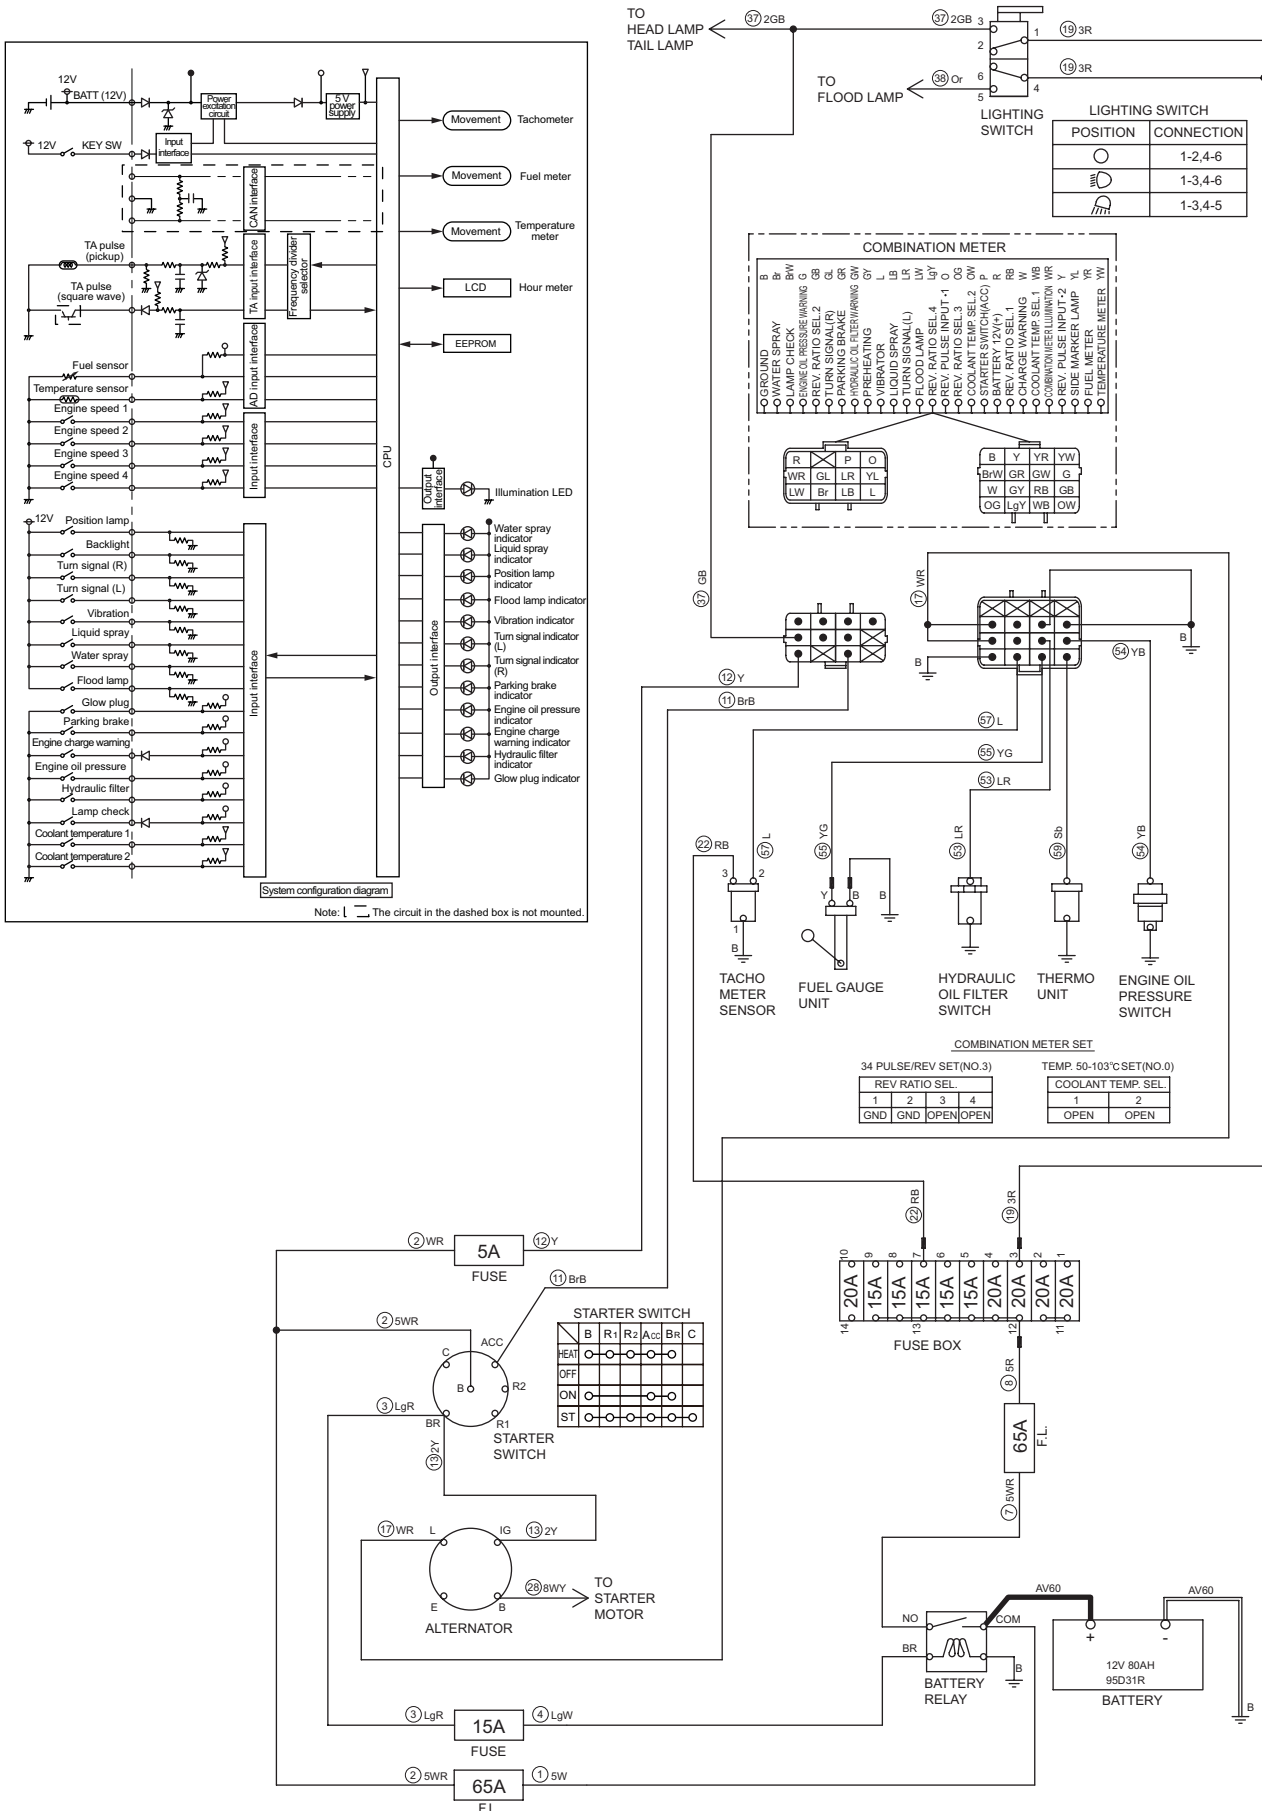 TO
HEAD LAMP
TAIL LAMP
37 2GB
37 2GB
3
2
1
19 3R
6
5
4
19 3R
TO
FLOOD LAMP
38 Or
LIGHTING
SWITCH
LIGHTING SWITCH
POSITION CONNECTION
1-2,4-6
1-3,4-6
1-3,4-5
12V
BATT (12V)
Power
excitation
circuit
5 V
power
supply
12V
KEY SW
Input
interface
CAN interface
TA pulse
(pickup)
TA pulse
(square wave)
TA input interface
Frequency divider
selector
Fuel sensor
Temperature sensor
AD input interface
Engine speed 1
Engine speed 2
Engine speed 3
Engine speed 4
Input interface
CPU
Movement Tachometer
Movement Fuel meter
Movement Temperature
meter
LCD Hour meter
EEPROM
Output
interface
Illumination LED
12V
Position lamp
Backlight
Turn signal (R)
Turn signal (L)
Vibration
Liquid spray
Water spray
Flood lamp
Glow plug
Parking brake
Engine charge warning
Engine oil pressure
Hydraulic filter
Lamp check
Coolant temperature 1
Coolant temperature 2
Input interface
Output interface
Water spray
indicator
Liquid spray
indicator
Position lamp
indicator
Flood lamp indicator
Vibration indicator
Turn signal indicator
(L)
Turn signal indicator
(R)
Parking brake
indicator
Engine oil pressure
indicator
Engine charge
warning indicator
Hydraulic filter
indicator
Glow plug indicator
System configuration diagram
Note: The circuit in the dashed box is not mounted.
COMBINATION METER
GROUND B
WATER SPRAY Br
LAMP CHECK BrW
ENGINE OIL PRESSURE WARNING G
REV. RATIO SEL.2 GB
TURN SIGNAL(R) GL
PARKING BRAKE GR
HYDRAULIC OIL FILTER WARNING GW
PREHEATING GY
VIBRATOR L
LIQUID SPRAY LB
TURN SIGNAL(L) LR
FLOOD LAMP LW
REV. RATIO SEL.4 LgY
REV. PULSE INPUT -1 O
REV. RATIO SEL.3 OG
COOLANT TEMP. SEL.2 OW
STARTER SWITCH(ACC) P
BATTERY 12V(+) R
REV. RATIO SEL.1 RB
CHARGE WARNING W
COOLANT TEMP. SEL. 1 WB
COMBINATION METER ILLUMINATION WR
REV. PULSE INPUT -2 Y
SIDE MARKER LAMP YL
FUEL METER YR
TEMPERATURE METER YW
R P O
WR GL LR YL
LW Br LB L
B Y YR YW
BrW GR GW G
W GY RB GB
OG LgY WB OW
37 GB
17 WR
B
B
54 YB
12 Y
11 BrB
57 L
55 YG
53 LR
22 RB
57 L
55 YG
53 LR
59 Sb
54 YB
3
2
1
B
Y
B
B
TACHO
METER
SENSOR
FUEL GAUGE
UNIT
HYDRAULIC
OIL FILTER
SWITCH
THERMO
UNIT
ENGINE OIL
PRESSURE
SWITCH
COMBINATION METER SET
34 PULSE/REV SET(NO.3)
REV RATIO SEL.
1 2 3 4
GND GND OPEN OPEN
TEMP. 50-103°C SET(NO.0)
COOLANT TEMP. SEL.
1 2
OPEN OPEN
22 RB
19 3R
10 9 8 7 6 5 4 3 2 1
20A 15A 15A 15A 15A 15A 20A 20A 20A 20A
14 13 12 11
FUSE BOX
2 WR
5A
12 Y
FUSE
11 BrB
2 5WR
C
ACC
B
R2
BR
R1
STARTER
SWITCH
STARTER SWITCH
B R1 R2 Acc BR C
HEAT
OFF
ON
ST
3 LgR
13 2Y
8 5R
65A
F.L.
7 5WR
17 WR
L
IG
13 2Y
E
B
28 8WY
TO
STARTER
MOTOR
ALTERNATOR
NO
COM
BR
B
BATTERY
RELAY
AV60
AV60
+
-
12V 80AH
95D31R
BATTERY
B
3 LgR
15A
4 LgW
FUSE
2 5WR
65A
1 5W
F.L.